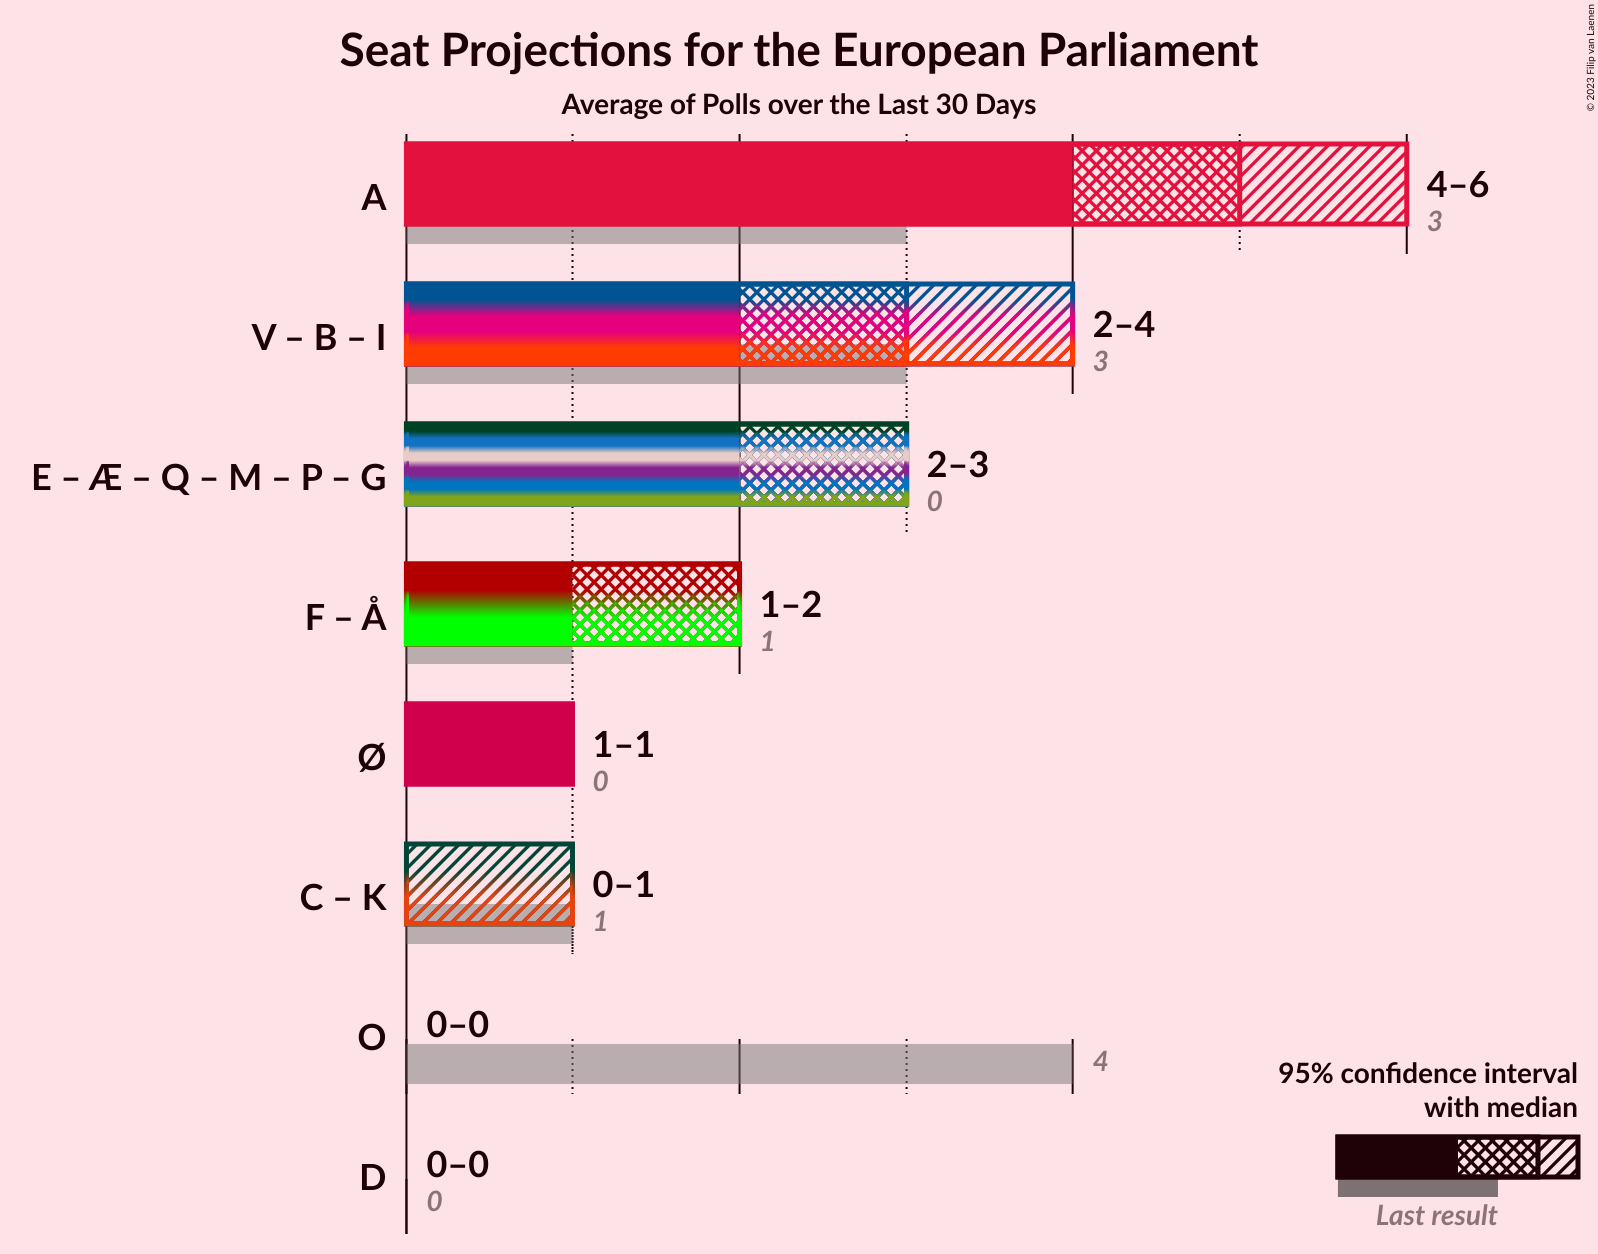 Seat Projections for the European Parliament
Average of Polls over the Last 30 Days
© 2023 Filip van Laenen
A
4–6
3
V – B – I
2–4
3
E – Æ – Q – M – P – G
2–3
0
F – Å
1–2
1
Ø
1–1
0
C – K
0–1
1
O
0–0
4
D
0–0
0
95% confidence interval
with median
Last result